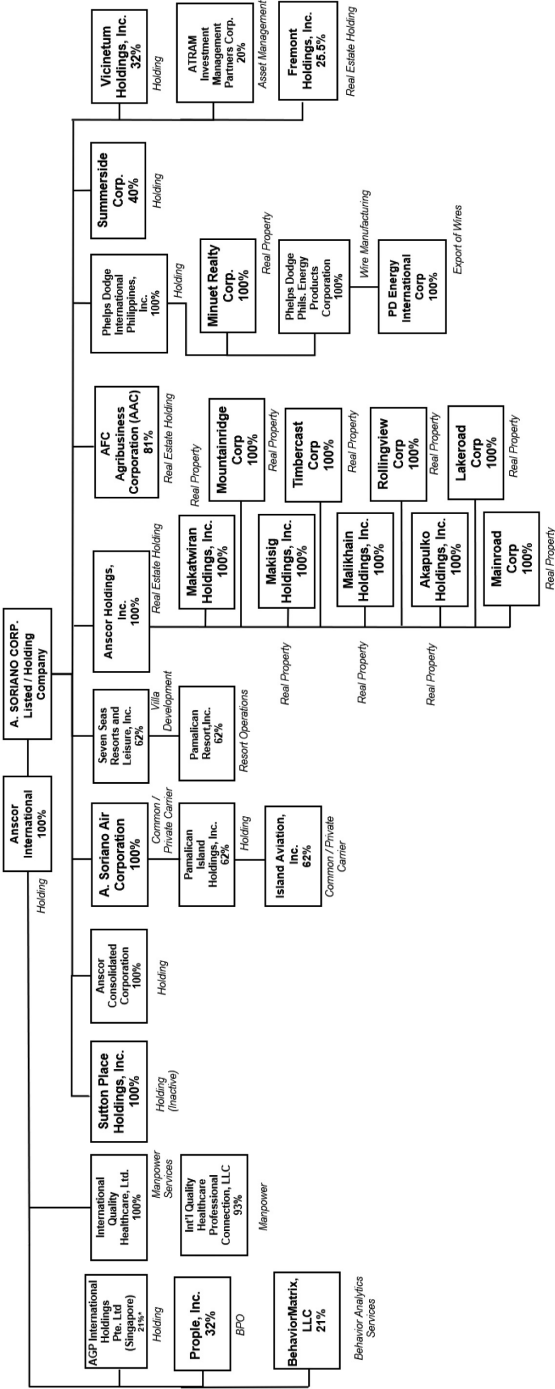 A. SORIANO CORP.
Listed / Holding
Company
Anscor
International
100%
Holding
AGP International
Holdings
Pte. Ltd
(Singapore)
21%*
Holding
Prople, Inc.
32%
BPO
BehaviorMatrix,
LLC
21%
Behavior Analytics
Services
International
Quality
Healthcare, Ltd.
100%
Manpower
Services
Int'l Quality
Healthcare
Professional
Connection, LLC
93%
Manpower
Sutton Place
Holdings, Inc.
100%
Holding
(Inactive)
Anscor
Consolidated
Corporation
100%
Holding
A. Soriano Air
Corporation
100%
Common /
Private Carrier
Pamalican
Island
Holdings, Inc.
62%
Holding
Island Aviation,
Inc.
62%
Common / Private
Carrier
Seven Seas
Resorts and
Leisure, Inc.
62%
Villa
Development
Pamalican
Resort,Inc.
62%
Resort Operations
Anscor Holdings,
Inc.
100%
Real Estate Holding
Makatwiran
Holdings, Inc.
100%
Real Property
Mountainridge
Corp
100%
Real Property
Makisig
Holdings, Inc.
100%
Real Property
Timbercast
Corp
100%
Real Property
Malikhain
Holdings, Inc.
100%
Real Property
Rollingview
Corp
100%
Real Property
Akapulko
Holdings, Inc.
100%
Real Property
Lakeroad
Corp
100%
Real Property
Mainroad
Corp
100%
Real Property
AFC
Agribusiness
Corporation (AAC)
81%
Real Estate Holding
Phelps Dodge
International
Philippines,
Inc.
100%
Holding
Minuet Realty
Corp.
100%
Real Property
Phelps Dodge
Phils. Energy
Products
Corporation
100%
Wire Manufacturing
PD Energy
International
Corp
100%
Export of Wires
Summerside
Corp.
40%
Holding
Vicinetum
Holdings, Inc.
32%
Holding
ATRAM
Investment
Management
Partners Corp.
20%
Asset Management
Fremont
Holdings, Inc.
25.5%
Real Estate Holding